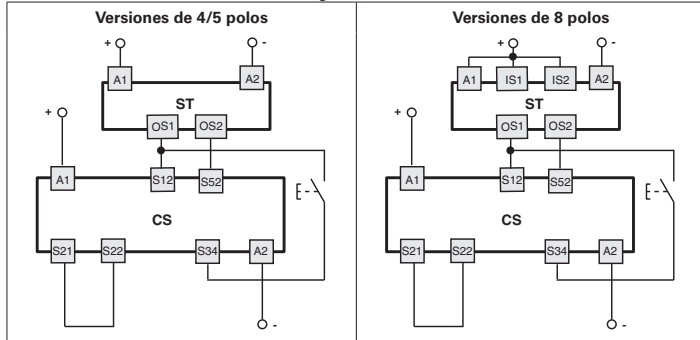 Versiones de 4/5 polos
+ -
A1 A2
ST
+
OS1 OS2
A1 S12 S52
CS
S21 S22 S34 A2
-
Versiones de 8 polos
+ -
A1 IS1 IS2 A2
ST
+
OS1 OS2
A1 S12 S52
CS
S21 S22 S34 A2
-